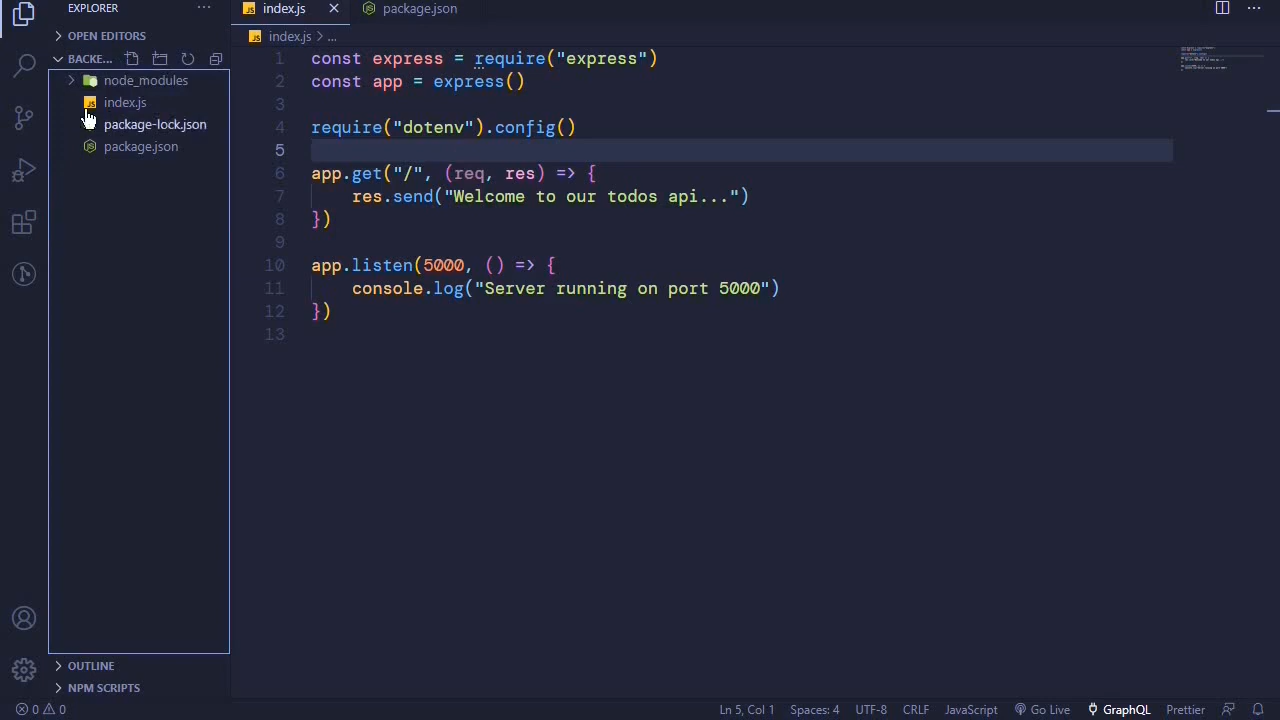 EXPLORER
index.js
package.json
OPEN EDITORS
index.js > ...
BACKE...
node_modules
index.js
package-lock.json
package.json
1 const express = require("express")
2 const app = express()
3
4 require("dotenv").config()
5
6 app.get("/", (req, res) => {
7 res.send("Welcome to our todos api...")
8 })
9
10 app.listen(5000, () => {
11 console.log("Server running on port 5000")
12 })
13
OUTLINE
NPM SCRIPTS
0 0 Ln 5, Col 1 Spaces: 4 UTF-8 CRLF JavaScript Go Live GraphQL Prettier